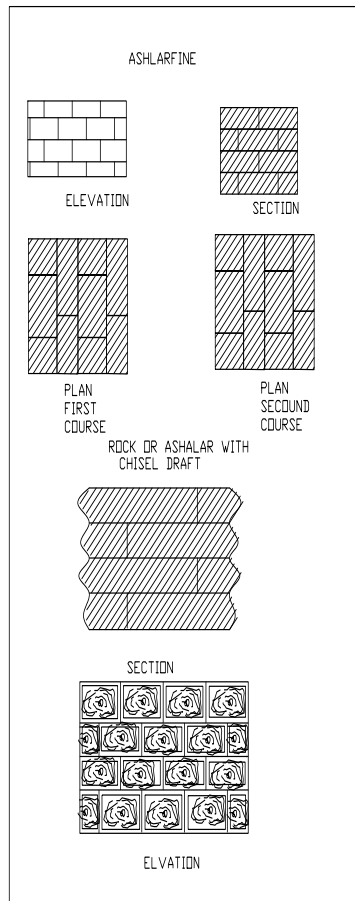 ASHLARFINE
ELEVATION
SECTION
PLAN
FIRST
COURSE
PLAN
SECOUND
COURSE
ROCK OR ASHALAR WITH
CHISEL DRAFT
SECTION
ELVATION